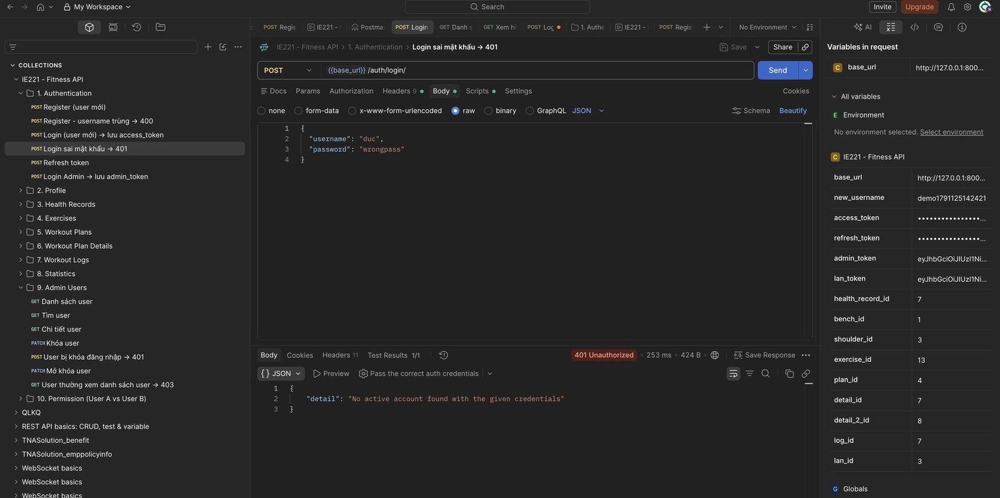 My Workspace
Search
Invite
Upgrade
POST Regis
IE221 -
Postma
POST Login
GET Danh s
GET Xem h
POST Log
1. Authe
IE221 -
POST Regis
No Environment
AI
IE221 - Fitness API > 1. Authentication > Login sai mật khẩu → 401
Save
Share
Variables in request
COLLECTIONS
IE221 - Fitness API
1. Authentication
POST Register (user mới)
POST Register - username trùng → 400
POST Login (user mới) → lưu access_token
POST Login sai mật khẩu → 401
POST Refresh token
POST Login Admin → lưu admin_token
2. Profile
3. Health Records
4. Exercises
5. Workout Plans
6. Workout Plan Details
7. Workout Logs
8. Statistics
9. Admin Users
GET Danh sách user
GET Tìm user
GET Chi tiết user
PATCH Khóa user
POST User bị khóa đăng nhập → 401
PATCH Mở khóa user
GET User thường xem danh sách user → 403
10. Permission (User A vs User B)
QLKQ
REST API basics: CRUD, test & variable
TNASolution_benefit
TNASolution_emppolicyinfo
WebSocket basics
WebSocket basics
WebSocket basics
HTTP
POST
{{base_url}} /auth/login/
Send
Docs
Params
Authorization
Headers 9
Body
Scripts
Settings
Cookies
none
form-data
x-www-form-urlencoded
raw
binary
GraphQL
JSON
Schema
Beautify
1 {
2 "username": "duc",
3 "password": "wrongpass"
4 }
Body
Cookies
Headers 11
Test Results 1/1
401 Unauthorized
253 ms
424 B
e.g. Save Response
{} JSON
Preview
Pass the correct auth credentials
1 {
2 "detail": "No active account found with the given credentials"
3 }
C base_url http://127.0.0.1:800...
All variables
E Environment
No environment selected. Select environment
C IE221 - Fitness API
base_url http://127.0.0.1:800...
new_username demo1791125142421
access_token ••••••••••••••••...
refresh_token ••••••••••••••••...
admin_token eyJhbGciOiJIUzI1Ni...
lan_token eyJhbGciOiJIUzI1Ni...
health_record_id 7
bench_id 1
shoulder_id 3
exercise_id 13
plan_id 4
detail_id 7
detail_2_id 8
log_id 7
lan_id 3
G Globals